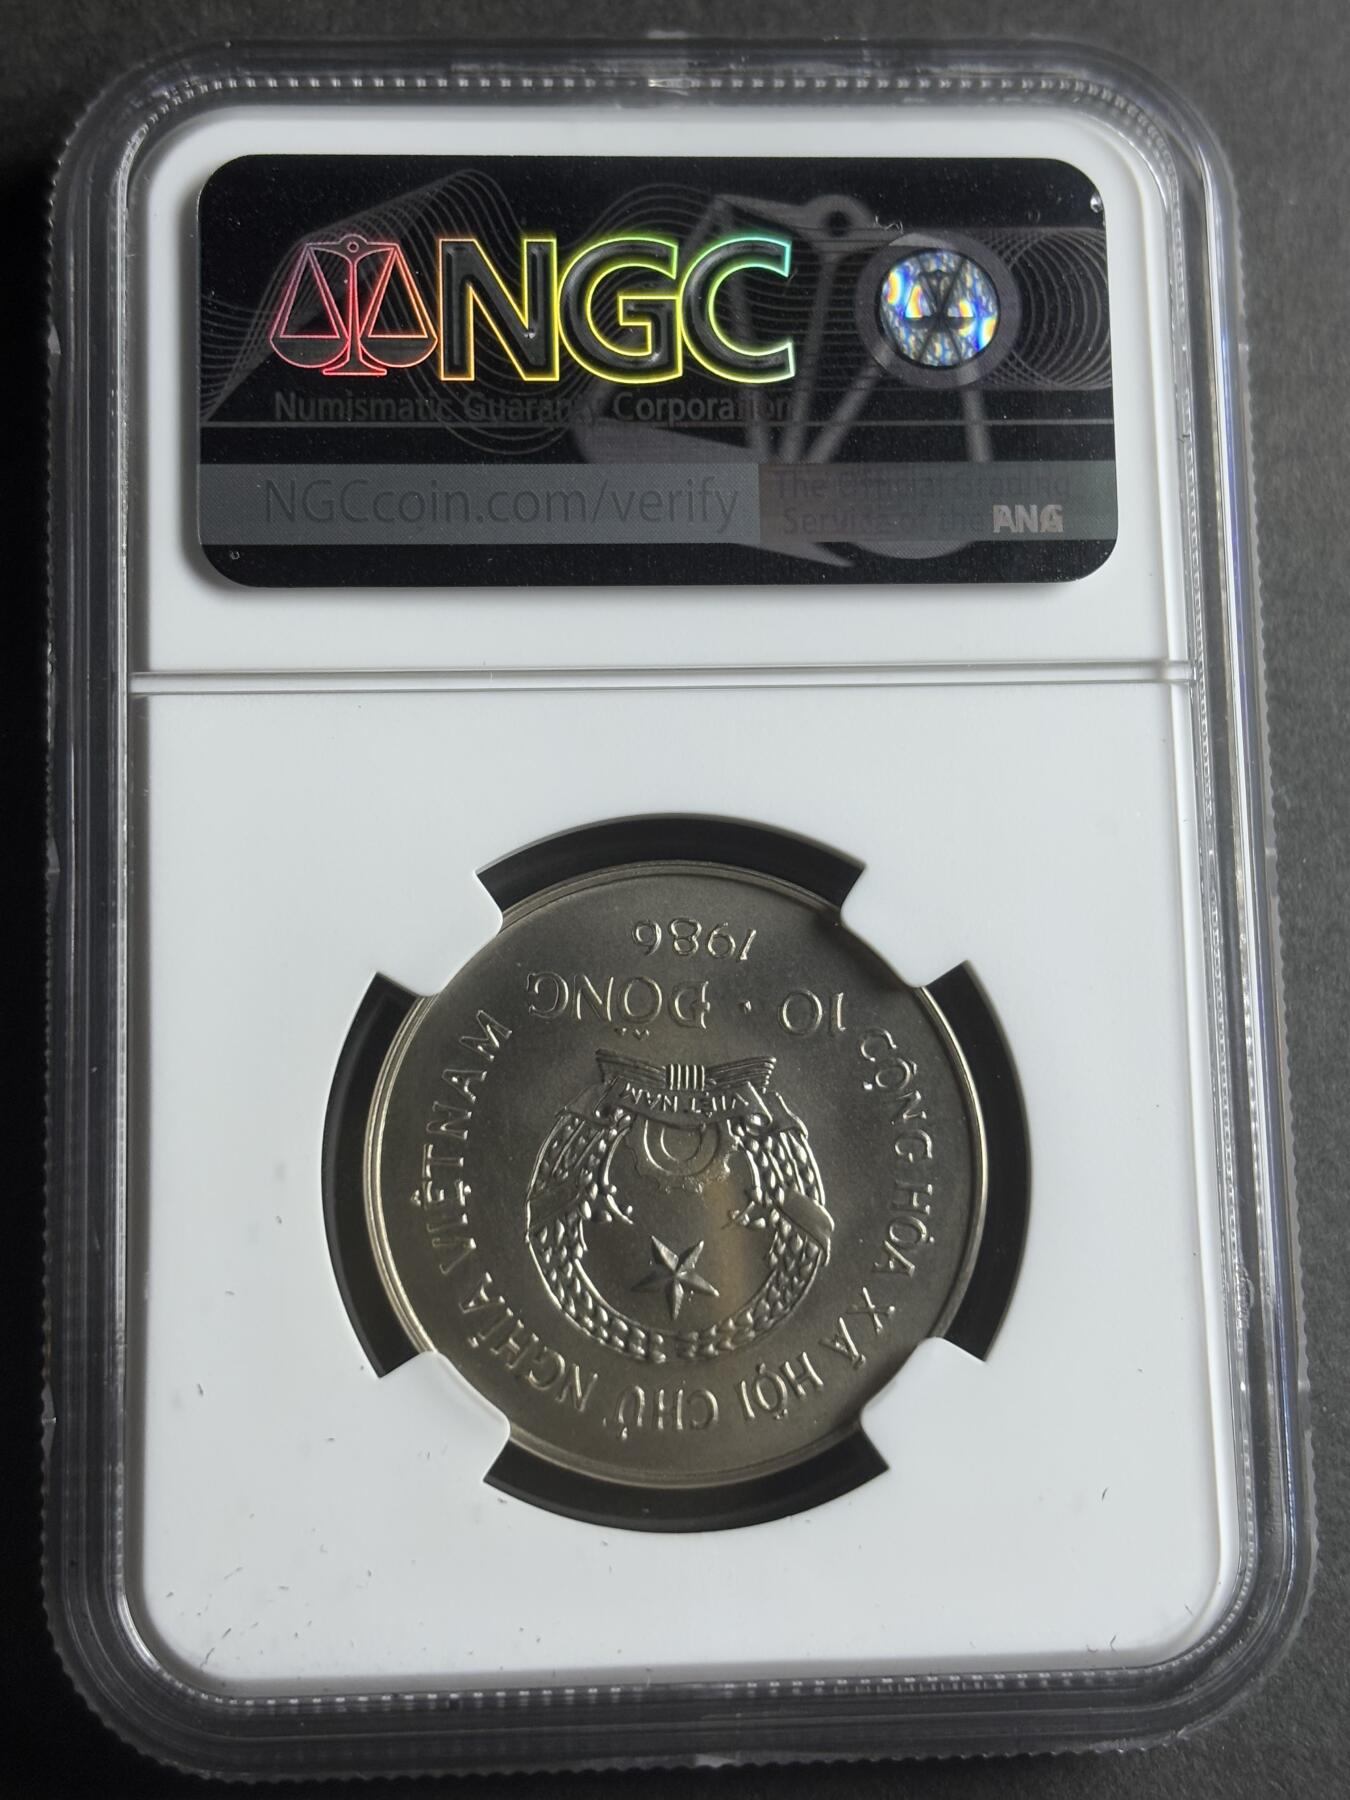 NGC
Numismatic Guaranty Corporation
NGCcoin.com/verify
The Official Grading
Service of the ANA PNG
CỘNG HÒA XÃ HỘI CHỦ NGHĨA VIỆT NAM
VIỆT NAM
10 · ĐỒNG
1986